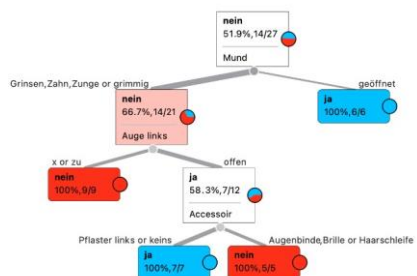 nein
51.9%,14/27
Mund
Grinsen,Zahn,Zunge or grimmig
geöffnet
nein
66.7%,14/21
Auge links
ja
100%,6/6
x or zu
offen
nein
100%,9/9
ja
58.3%,7/12
Accessoir
Pflaster links or keins
Augenbinde,Brille or Haarschleife
ja
100%,7/7
nein
100%,5/5